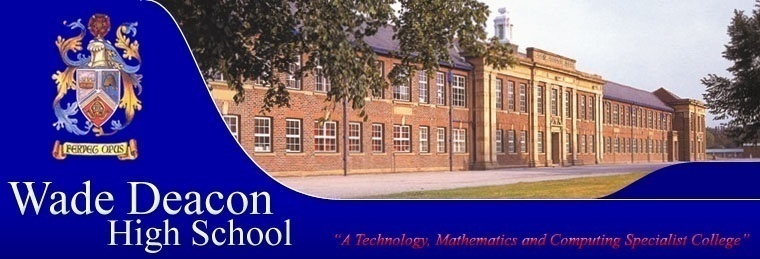 FERVET OPUS
Wade Deacon
High School
"A Technology, Mathematics and Computing Specialist College"